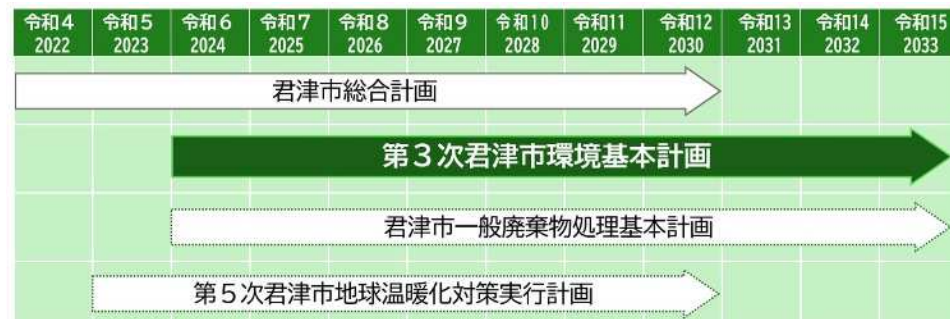 令和4 令和5 令和6 令和7 令和8 令和9 令和10 令和11 令和12 令和13 令和14 令和15
2022 2023 2024 2025 2026 2027 2028 2029 2030 2031 2032 2033
君津市総合計画
第3次君津市環境基本計画
君津市一般廃棄物処理基本計画
第5次君津市地球温暖化対策実行計画